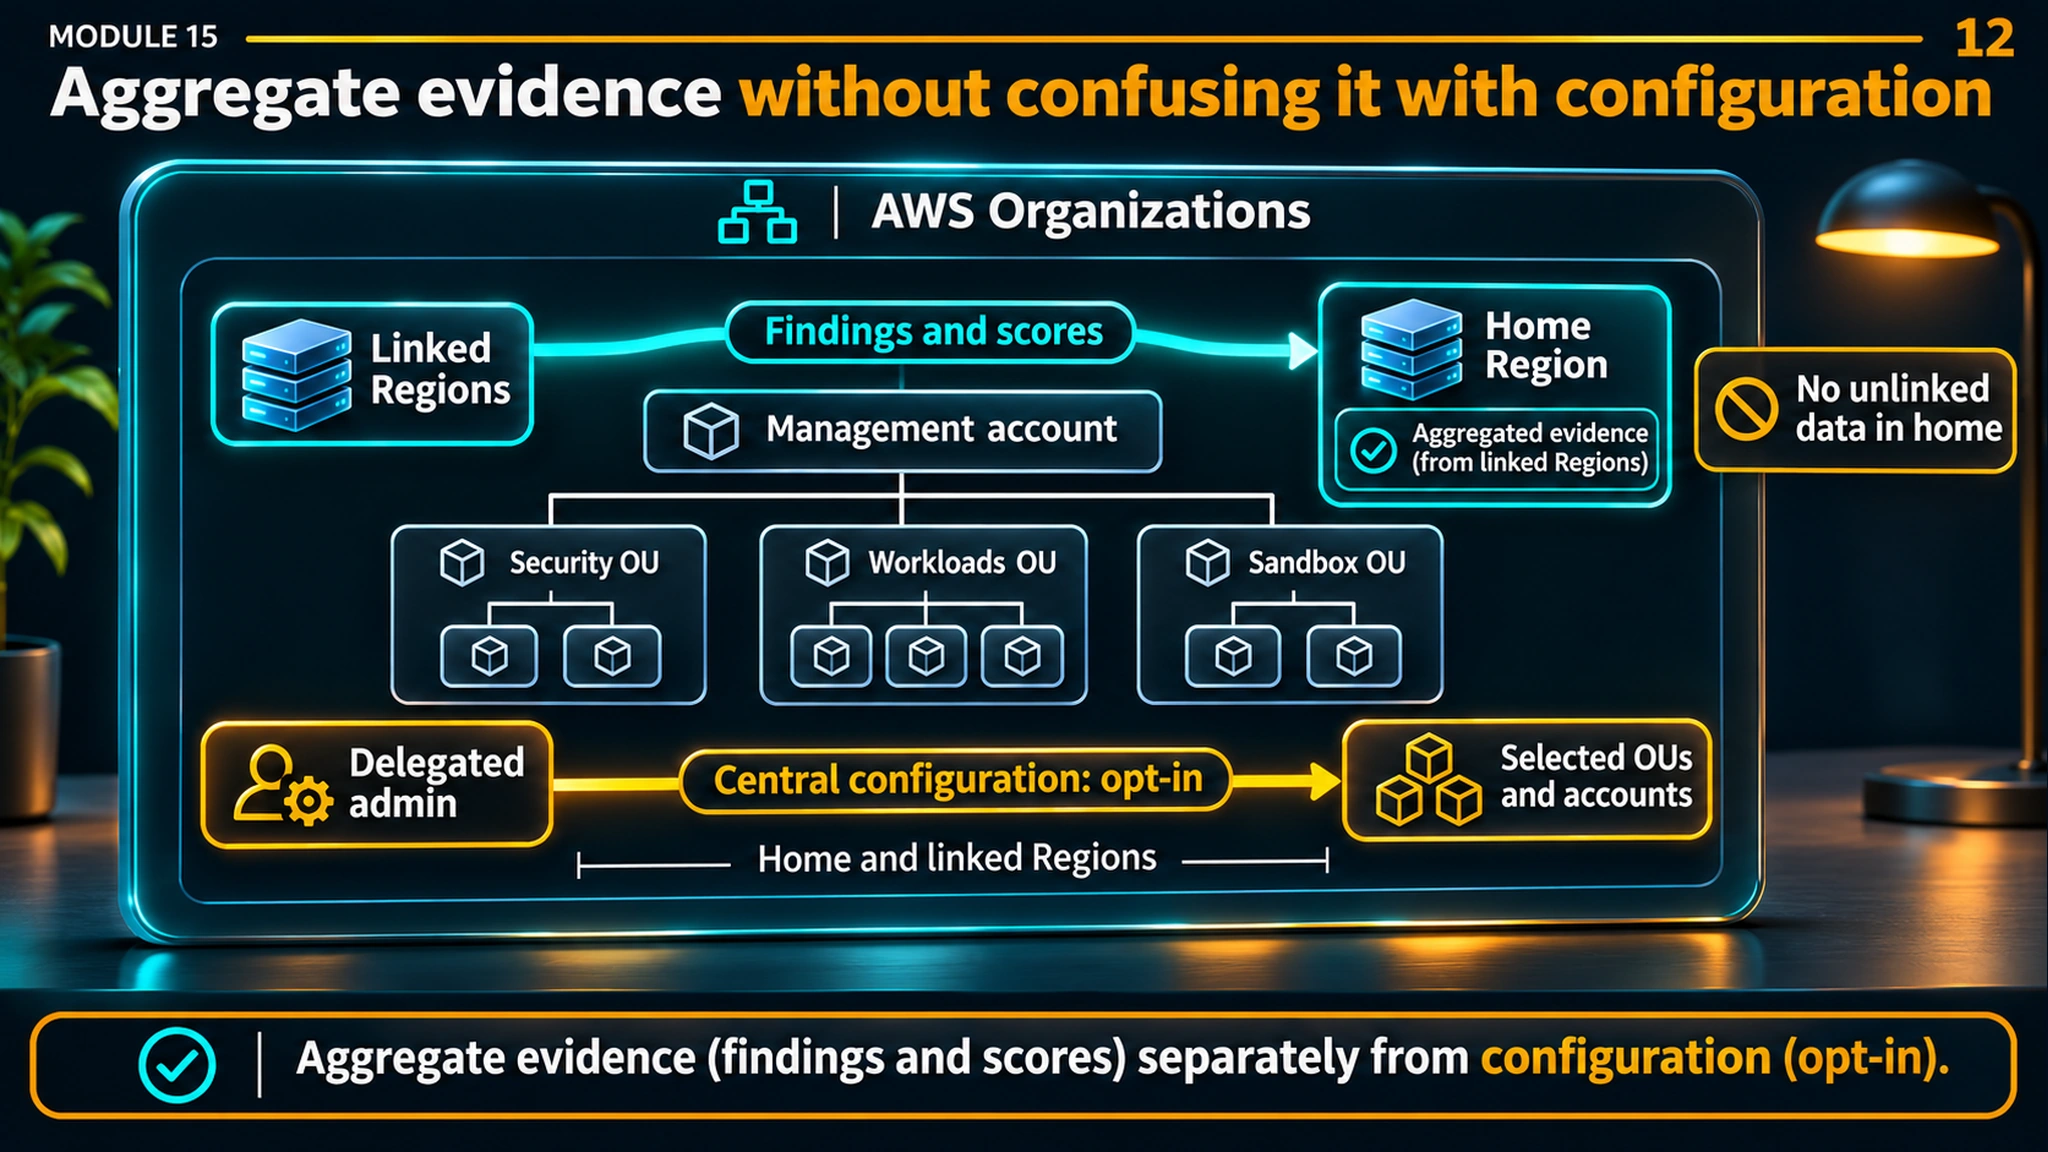 MODULE 15
12
Aggregate evidence without confusing it with configuration
AWS Organizations
Linked
Regions
Findings and scores
Home
Region
Aggregated evidence
(from linked Regions)
No unlinked
data in home
Management account
Security OU
Workloads OU
Sandbox OU
Delegated
admin
Central configuration: opt-in
Selected OUs
and accounts
Home and linked Regions
Aggregate evidence (findings and scores) separately from configuration (opt-in).